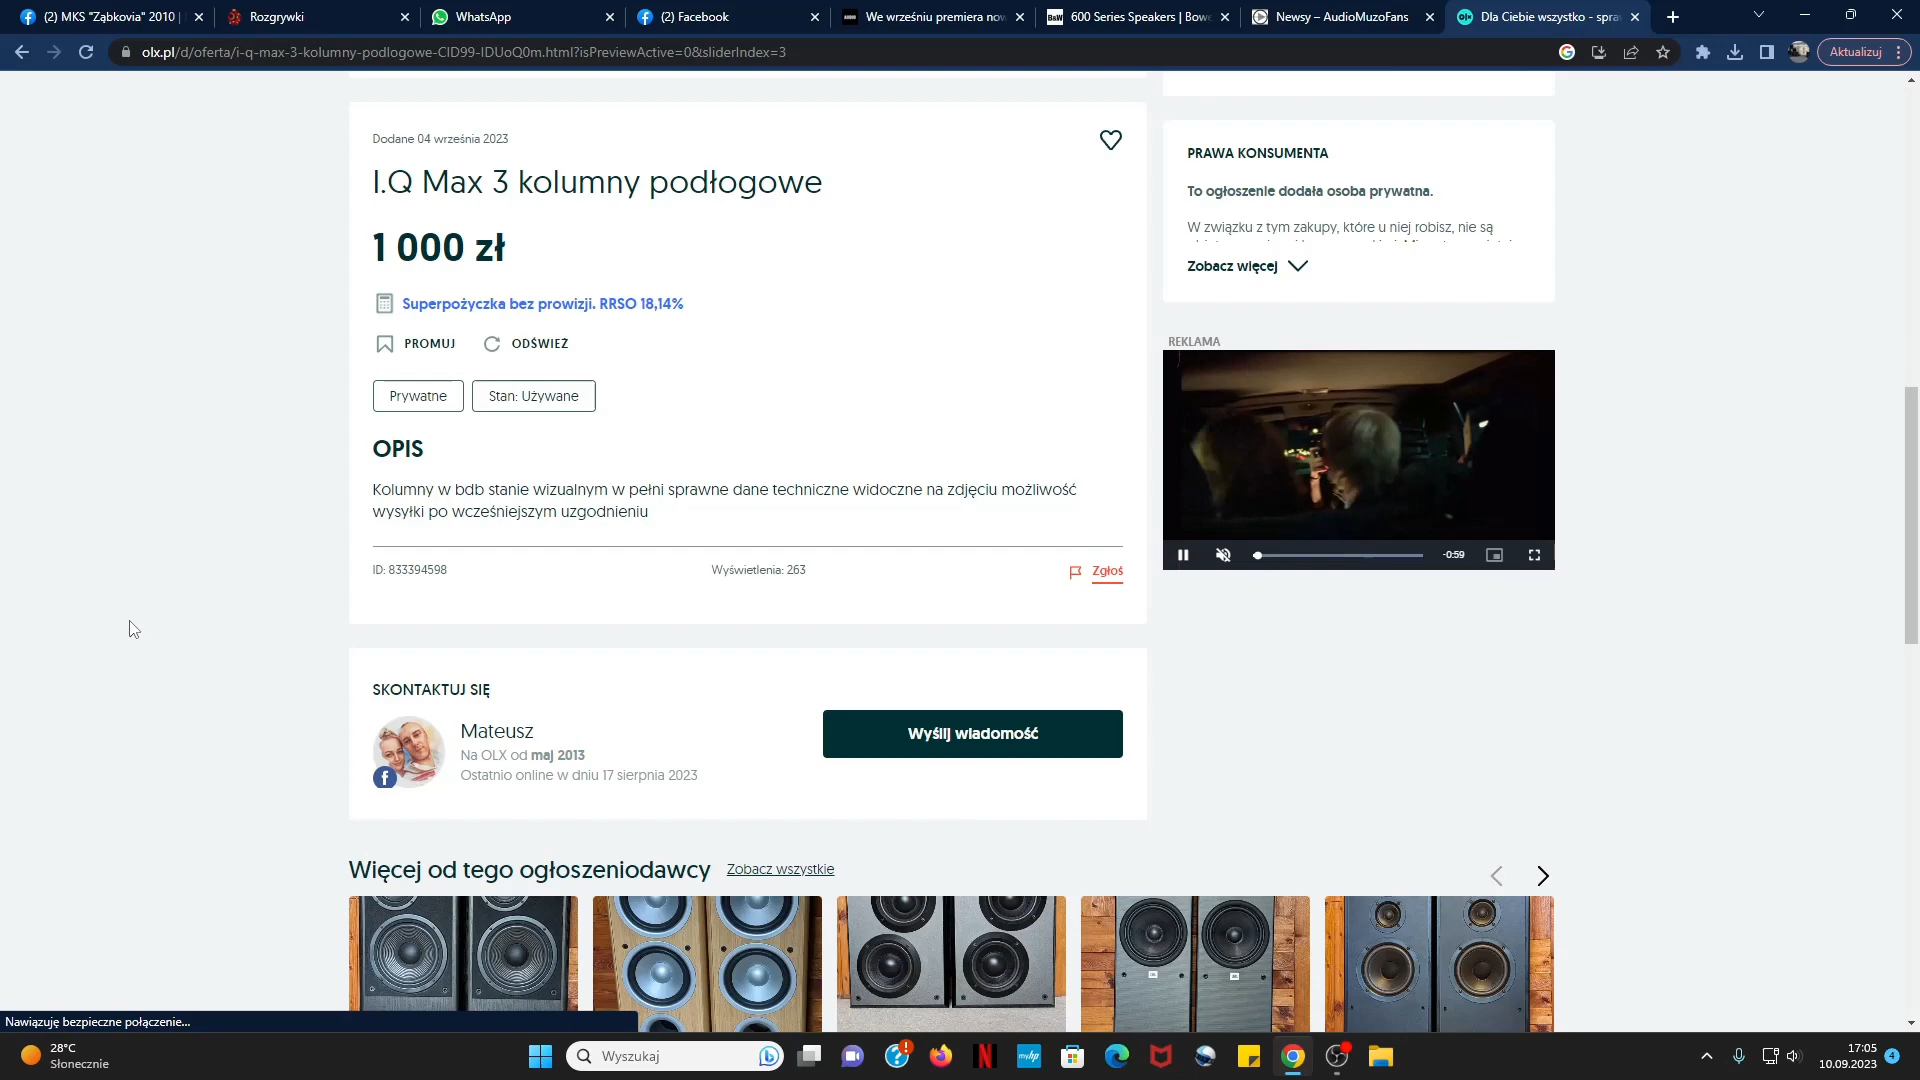 (2) MKS "Ząbkovia" 2010 |
Rozgrywki
WhatsApp
(2) Facebook
We wrześniu premiera now
600 Series Speakers | Bowe
Newsy – AudioMuzoFans
Dla Ciebie wszystko - spra
olx.pl/d/oferta/i-q-max-3-kolumny-podlogowe-CID99-IDUoQ0m.html?isPreviewActive=0&sliderIndex=3
Aktualizuj
Dodane 04 września 2023
I.Q Max 3 kolumny podłogowe
1 000 zł
Superpożyczka bez prowizji. RRSO 18,14%
PROMUJ
ODŚWIEŻ
Prywatne
Stan: Używane
OPIS
Kolumny w bdb stanie wizualnym w pełni sprawne dane techniczne widoczne na zdjęciu możliwość
wysyłki po wcześniejszym uzgodnieniu
ID: 833394598
Wyświetlenia: 263
Zgłoś
PRAWA KONSUMENTA
To ogłoszenie dodała osoba prywatna.
W związku z tym zakupy, które u niej robisz, nie są
Zobacz więcej
REKLAMA
-0:59
SKONTAKTUJ SIĘ
Mateusz
Na OLX od maj 2013
Ostatnio online w dniu 17 sierpnia 2023
Wyślij wiadomość
Więcej od tego ogłoszeniodawcy
Zobacz wszystkie
Nawiązuję bezpieczne połączenie...
28°C
Słonecznie
Wyszukaj
17:05
10.09.2023
4